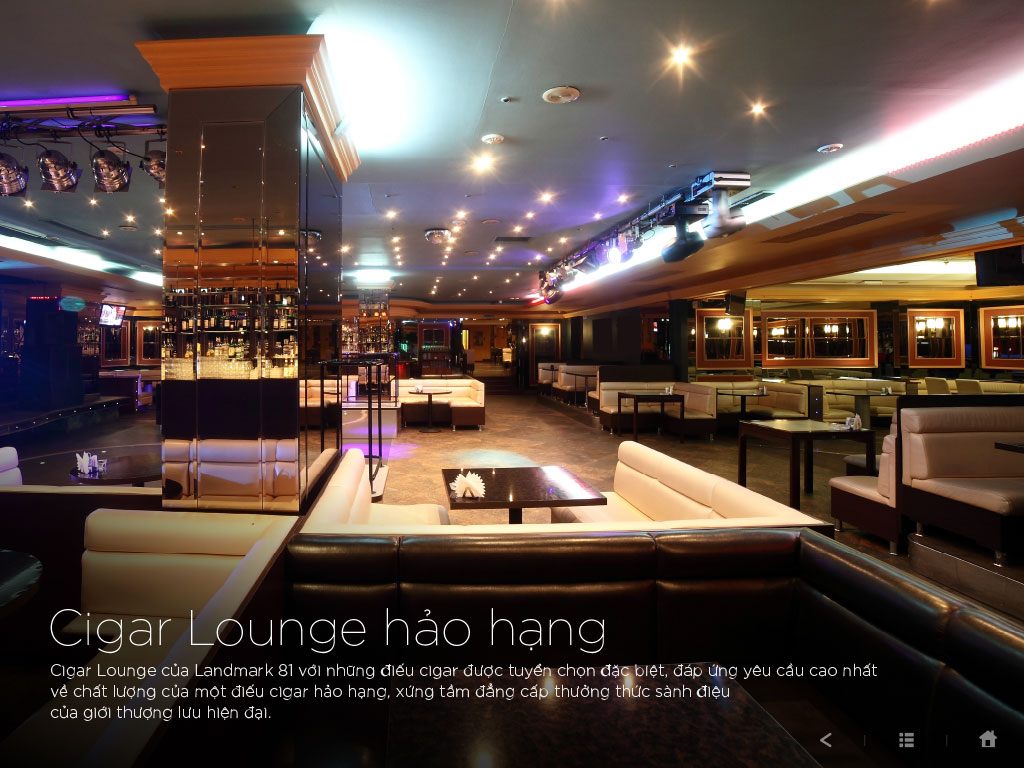 Cigar Lounge hảo hạng
Cigar Lounge của Landmark 81 với những điếu cigar được tuyển chọn đặc biệt, đáp ứng yêu cầu cao nhất
về chất lượng của một điếu cigar hảo hạng, xứng tầm đẳng cấp thưởng thức sành điệu
của giới thượng lưu hiện đại.